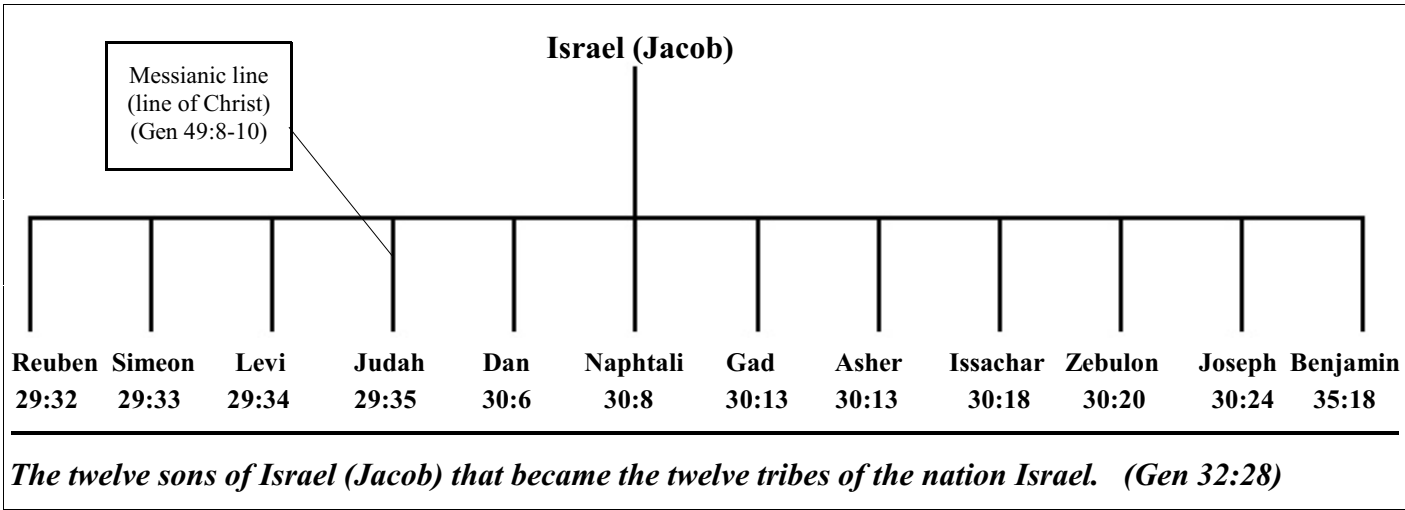 Israel (Jacob)
Messianic line
(line of Christ)
(Gen 49:8-10)
Reuben Simeon Levi Judah Dan Naphtali Gad Asher Issachar Zebulon Joseph Benjamin
29:32 29:33 29:34 29:35 30:6 30:8 30:13 30:13 30:18 30:20 30:24 35:18
The twelve sons of Israel (Jacob) that became the twelve tribes of the nation Israel. (Gen 32:28)